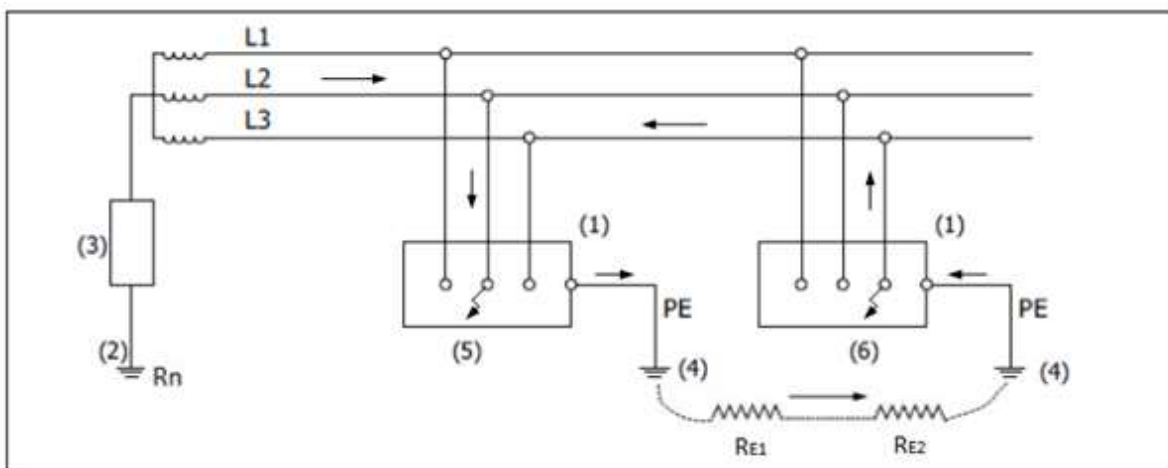 L1
L2
L3
(1) (1)
(3)
PE PE
(2) Rn (5) (4) (6) (4)
RE1 RE2